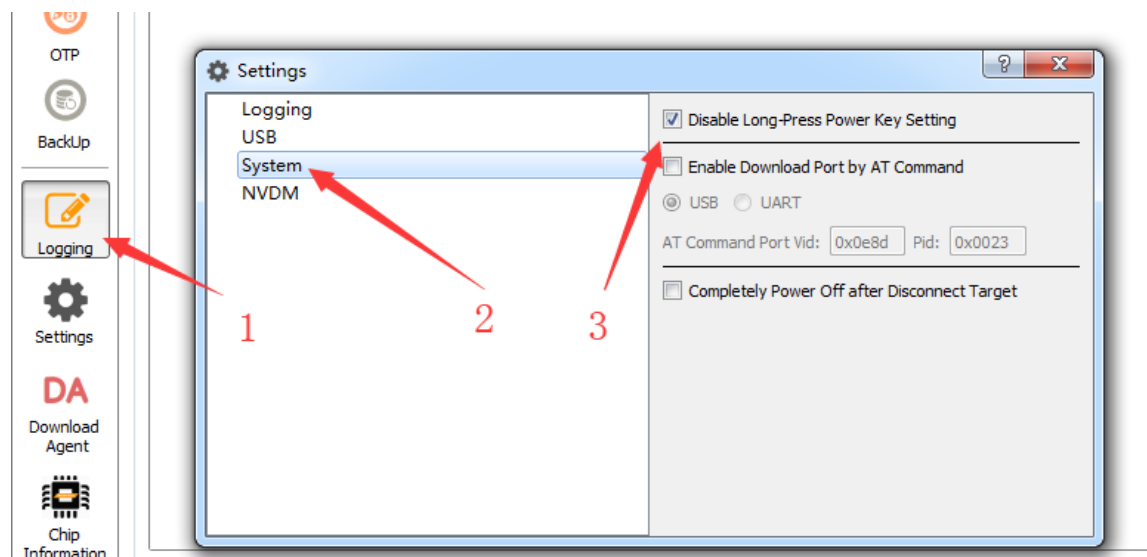 OTP
BackUp
Logging
Settings
DA
Download
Agent
Chip
Information
Settings
Logging
USB
System
NVDM
Disable Long-Press Power Key Setting
Enable Download Port by AT Command
USB UART
AT Command Port Vid: 0x0e8d Pid: 0x0023
Completely Power Off after Disconnect Target
1
2
3